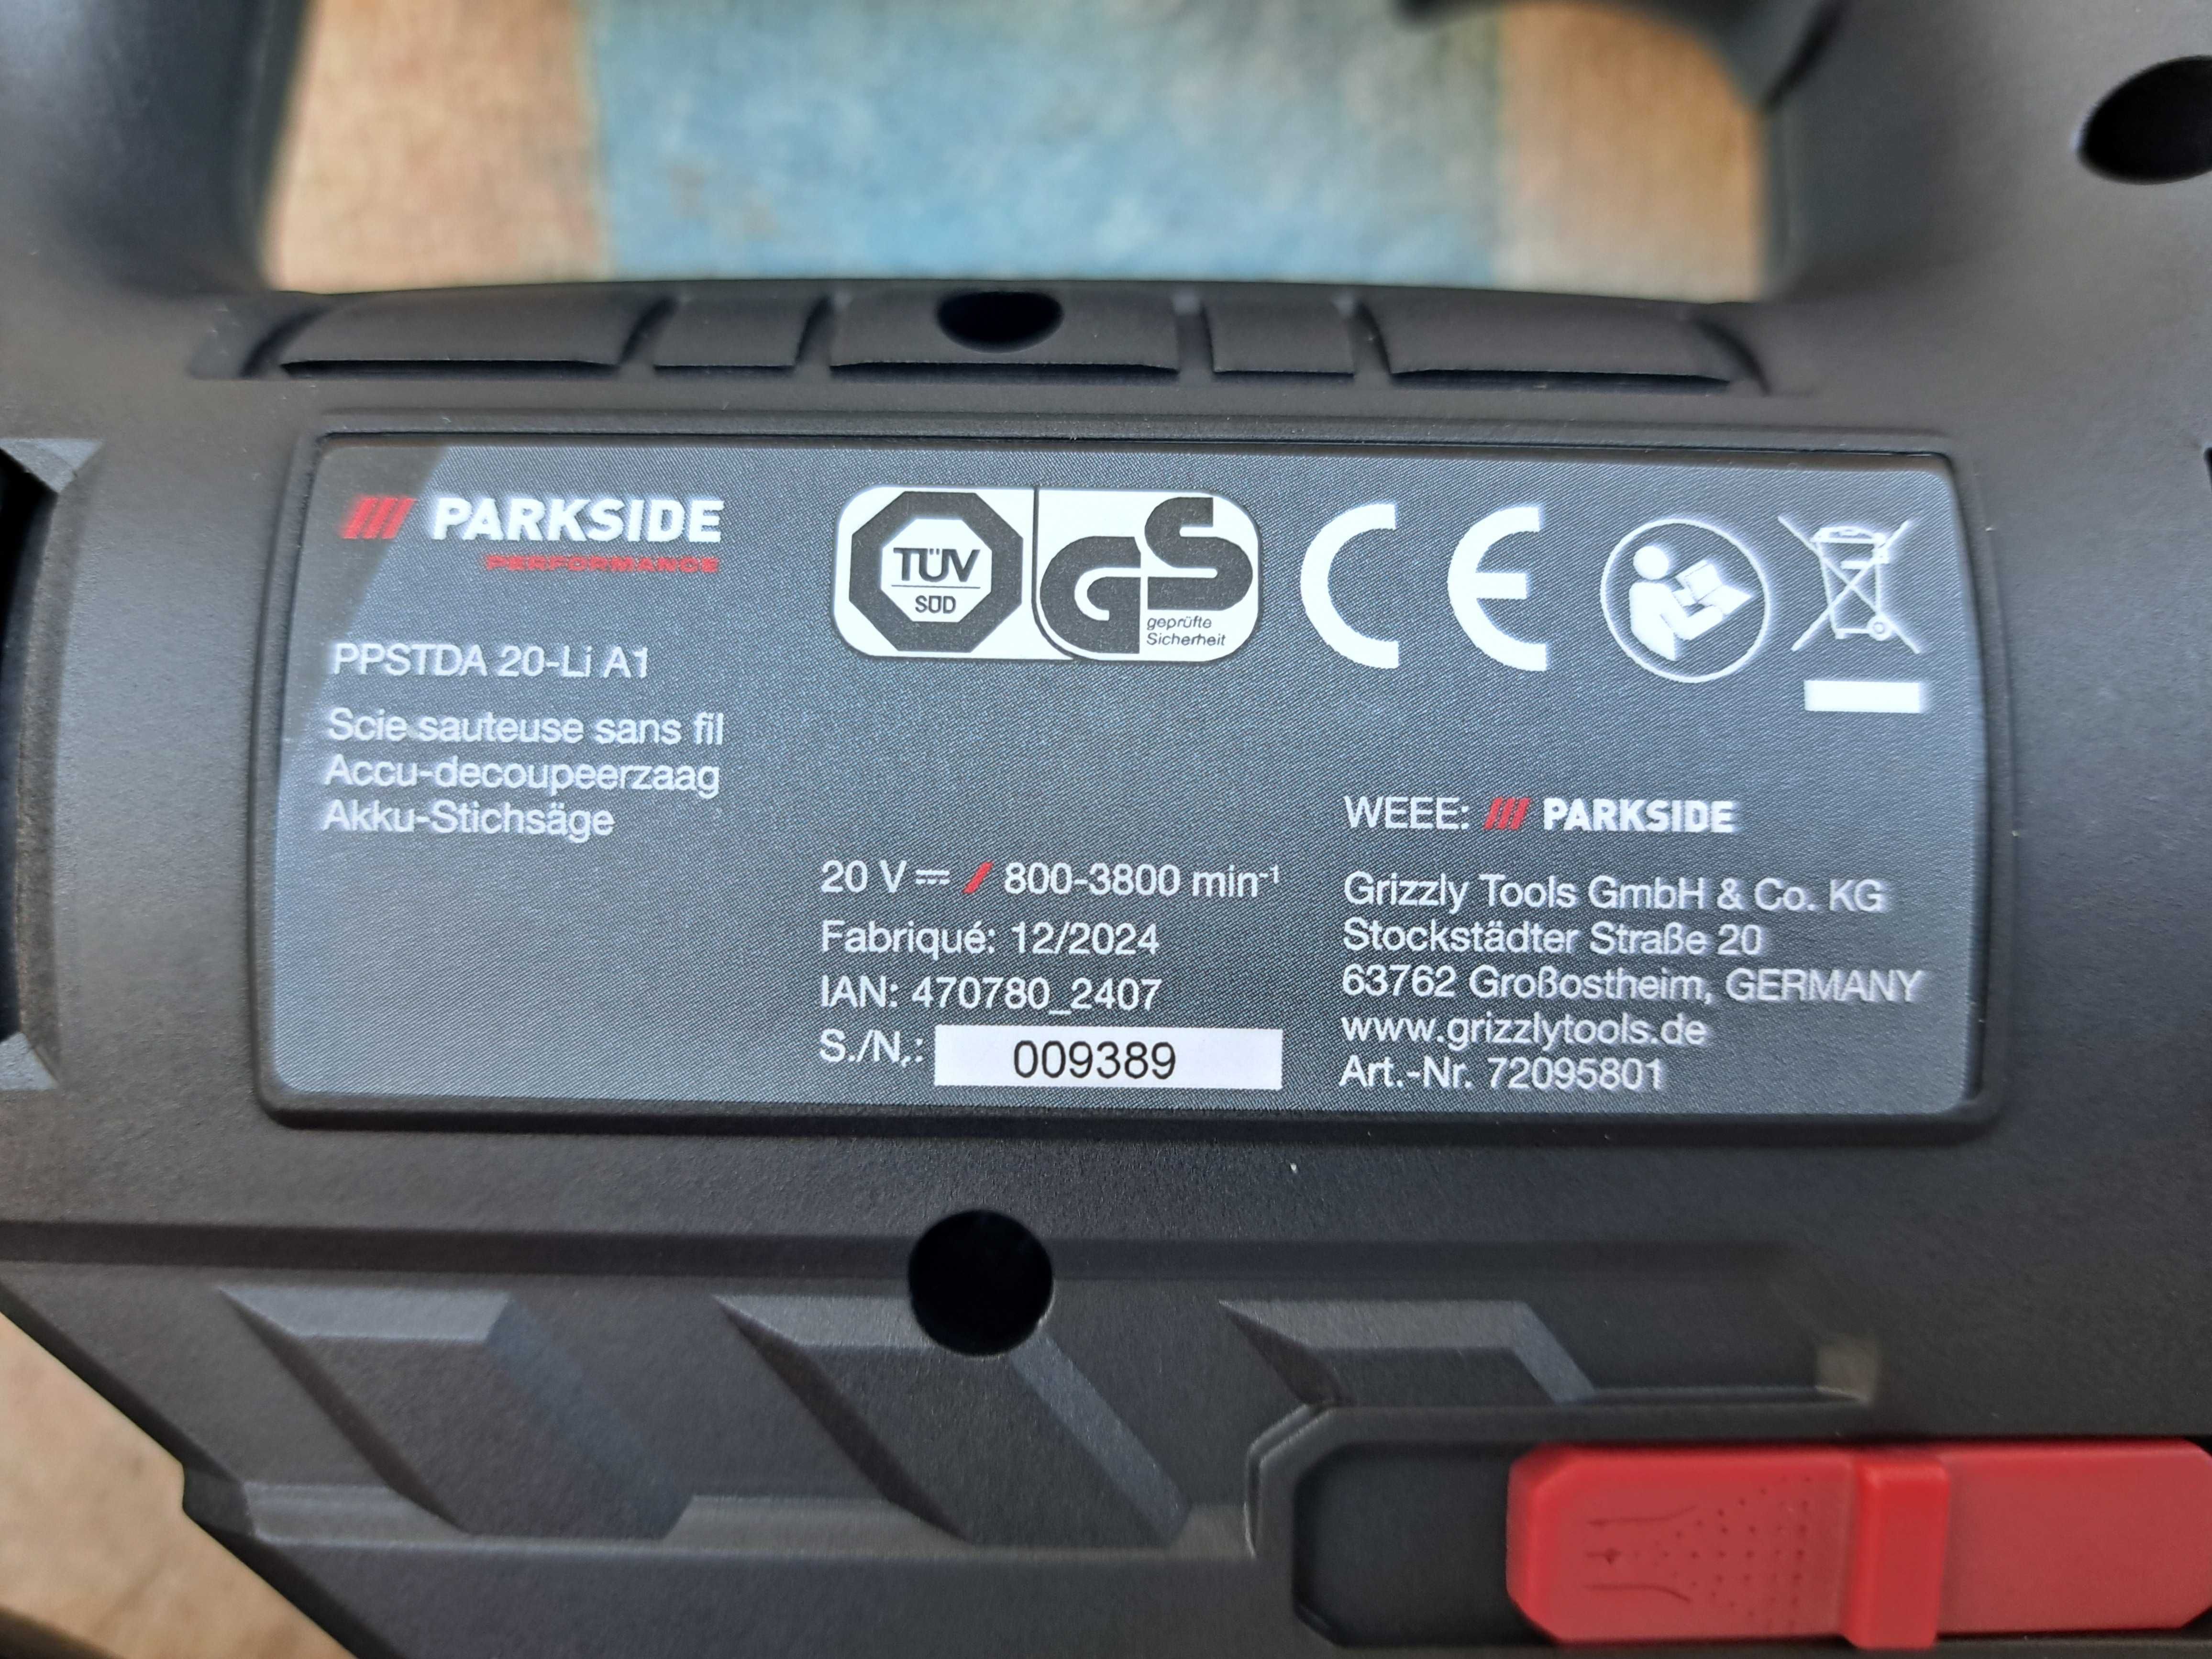 PARKSIDE
PERFORMANCE
PPSTDA 20-Li A1
Scie sauteuse sans fil
Accu-decoupeerzaag
Akku-Stichsäge
TÜV
SÜD
GS
geprüfte
Sicherheit
CE
20 V ⎓ / 800-3800 min⁻¹
Fabriqué: 12/2024
IAN: 470780_2407
S./N,.: 009389
WEEE: /// PARKSIDE
Grizzly Tools GmbH & Co. KG
Stockstädter Straße 20
63762 Großostheim, GERMANY
www.grizzlytools.de
Art.-Nr. 72095801